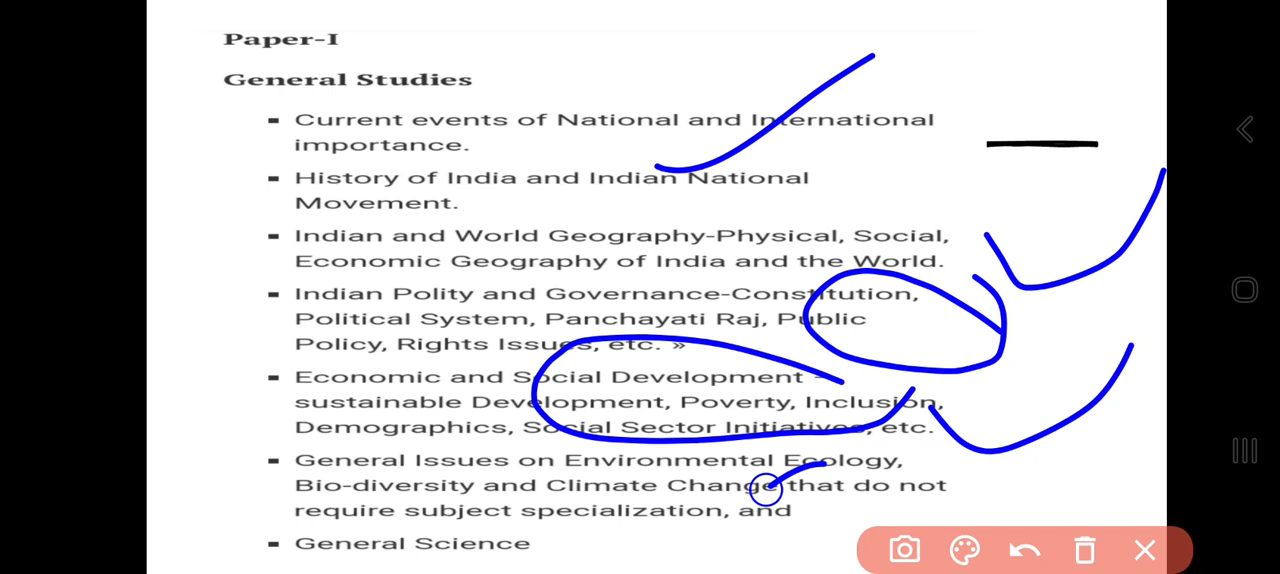 Paper-I
General Studies
▪ Current events of National and International
importance.
▪ History of India and Indian National
Movement.
▪ Indian and World Geography-Physical, Social,
Economic Geography of India and the World.
▪ Indian Polity and Governance-Constitution,
Political System, Panchayati Raj, Public
Policy, Rights Issues, etc. »
▪ Economic and Social Development –
sustainable Development, Poverty, Inclusion,
Demographics, Social Sector Initiatives, etc.
▪ General Issues on Environmental Ecology,
Bio-diversity and Climate Change that do not
require subject specialization, and
▪ General Science